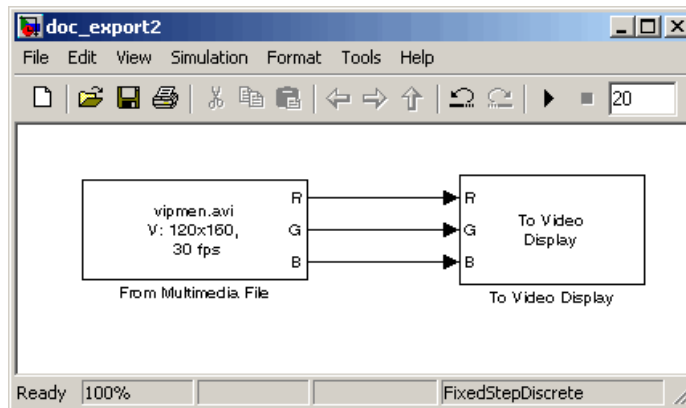 doc_export2
File Edit View Simulation Format Tools Help
20
vipmen.avi
V: 120x160,
30 fps
R
G
B
From Multimedia File
R
G
B
To Video
Display
To Video Display
Ready 100% FixedStepDiscrete